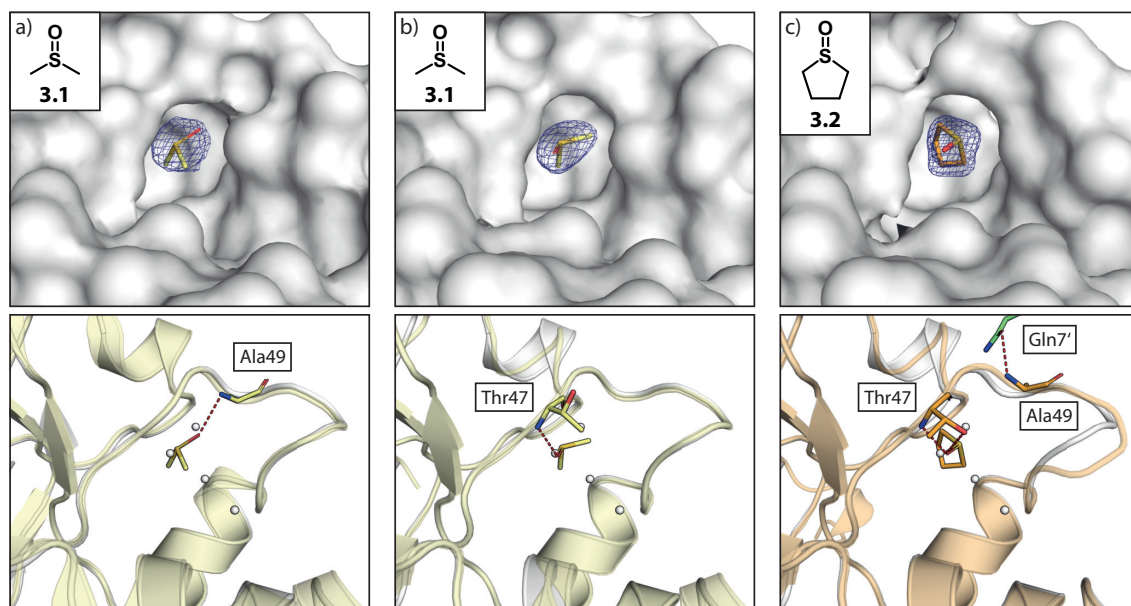 a)
O
S
3.1
b)
O
S
3.1
c)
O
S
3.2
Ala49
Thr47
Gln7‘
Thr47
Ala49